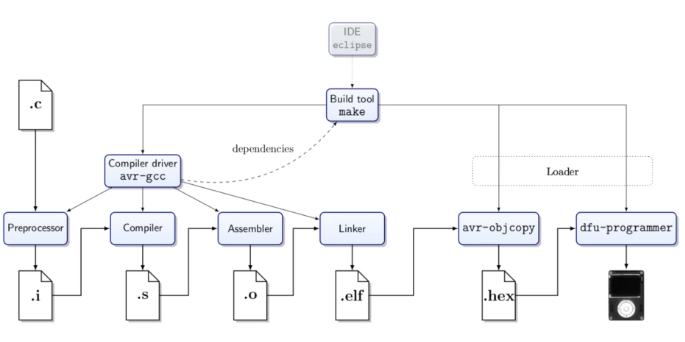 IDE
eclipse
.c
Build tool
make
dependencies
Compiler driver
avr-gcc
Loader
Preprocessor
Compiler
Assembler
Linker
avr-objcopy
dfu-programmer
.i
.s
.o
.elf
.hex